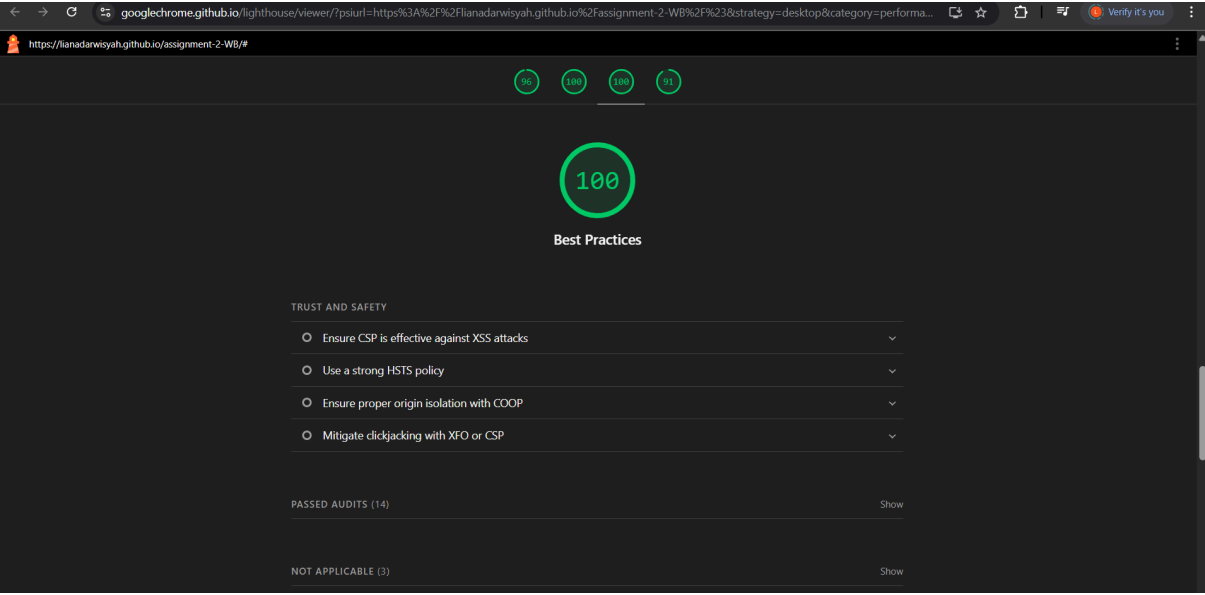 googlechrome.github.io/lighthouse/viewer/?psiurl=https%3A%2F%2Flianadarwisyah.github.io%2Fassignment-2-WB%2F%23&strategy=desktop&category=performa...
Verify it's you
https://lianadarwisyah.github.io/assignment-2-WB/#
96 100 100 91
100
Best Practices
TRUST AND SAFETY
Ensure CSP is effective against XSS attacks
Use a strong HSTS policy
Ensure proper origin isolation with COOP
Mitigate clickjacking with XFO or CSP
PASSED AUDITS (14) Show
NOT APPLICABLE (3) Show